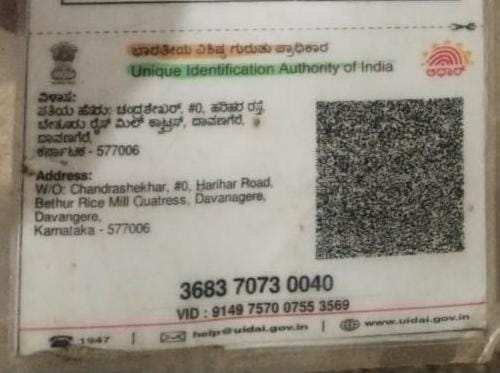 ಭಾರತೀಯ ವಿಶಿಷ್ಟ ಗುರುತು ಪ್ರಾಧಿಕಾರ
Unique Identification Authority of India
ಆಧಾರ್
ವಿಳಾಸ:
ಪತಿಯ ಹೆಸರು: ಚಂದ್ರಶೇಖರ್, #0, ಹರಿಹರ ರಸ್ತೆ,
ಬೇತೂರು ರೈಸ್ ಮಿಲ್ ಕ್ವಾಟ್ರಸ್, ದಾವಣಗೆರೆ,
ದಾವಣಗೆರೆ,
ಕರ್ನಾಟಕ - 577006
Address:
W/O: Chandrashekhar, #0, Harihar Road,
Bethur Rice Mill Quatress, Davanagere,
Davangere,
Karnataka - 577006
3683 7073 0040
VID : 9149 7570 0755 3569
1947 | help@uidai.gov.in | www.uidai.gov.in